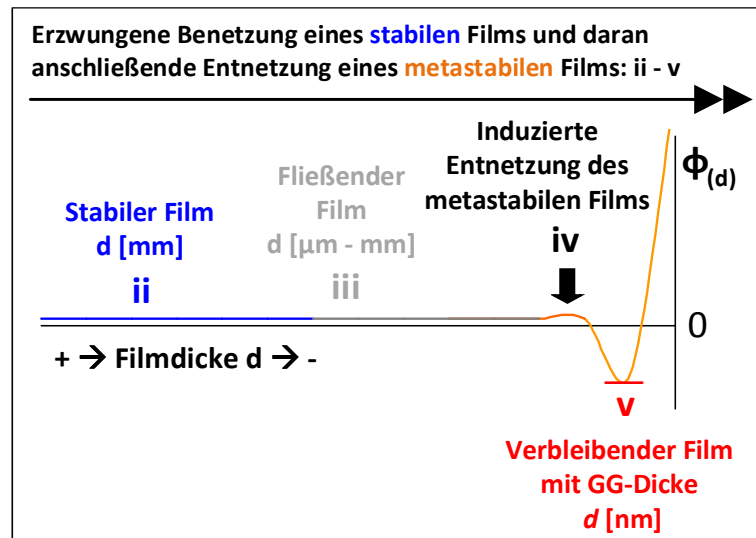 Erzwungene Benetzung eines stabilen Films und daran
anschließende Entnetzung eines metastabilen Films: ii - v
Induzierte
Entnetzung des
metastabilen Films
iv
Φ(d)
Fließender
Film
d [µm - mm]
iii
Stabiler Film
d [mm]
ii
0
+ → Filmdicke d → -
v
Verbleibender Film
mit GG-Dicke
d [nm]